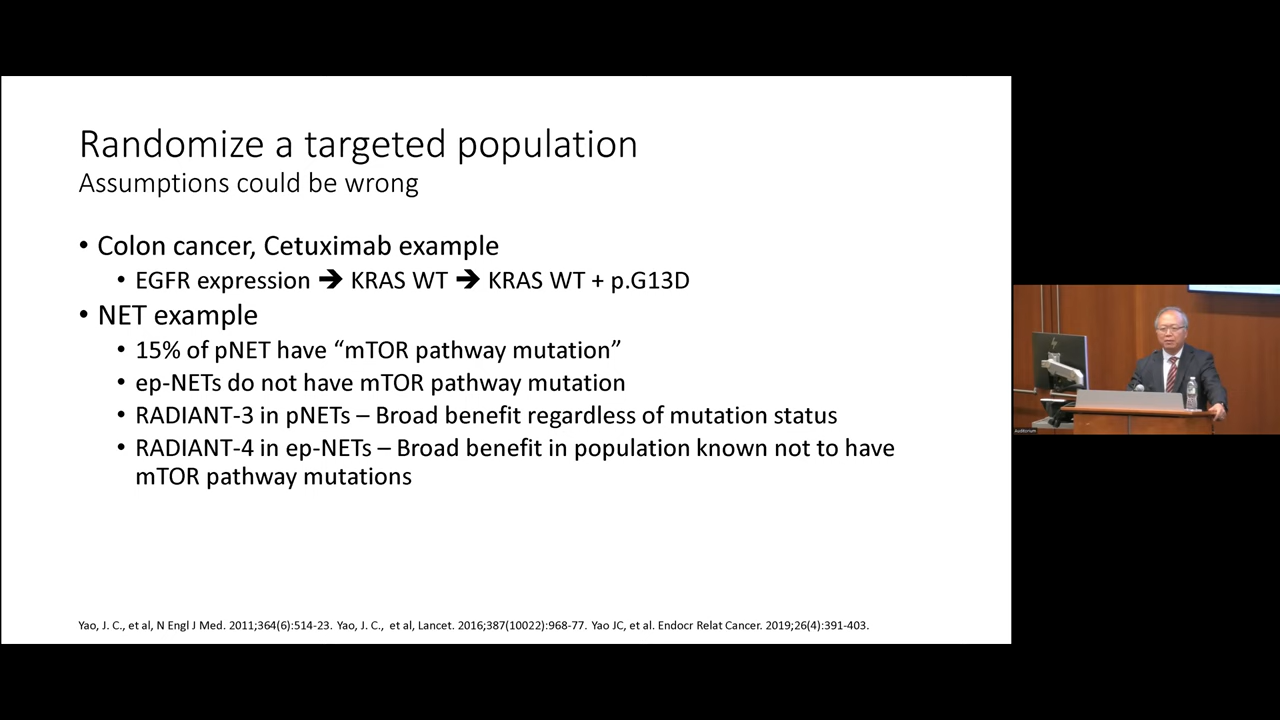 Randomize a targeted population
Assumptions could be wrong
• Colon cancer, Cetuximab example
• EGFR expression ➔ KRAS WT ➔ KRAS WT + p.G13D
• NET example
• 15% of pNET have “mTOR pathway mutation”
• ep-NETs do not have mTOR pathway mutation
• RADIANT-3 in pNETs – Broad benefit regardless of mutation status
• RADIANT-4 in ep-NETs – Broad benefit in population known not to have
mTOR pathway mutations
Yao, J. C., et al, N Engl J Med. 2011;364(6):514-23. Yao, J. C., et al, Lancet. 2016;387(10022):968-77. Yao JC, et al. Endocr Relat Cancer. 2019;26(4):391-403.
Auditorium